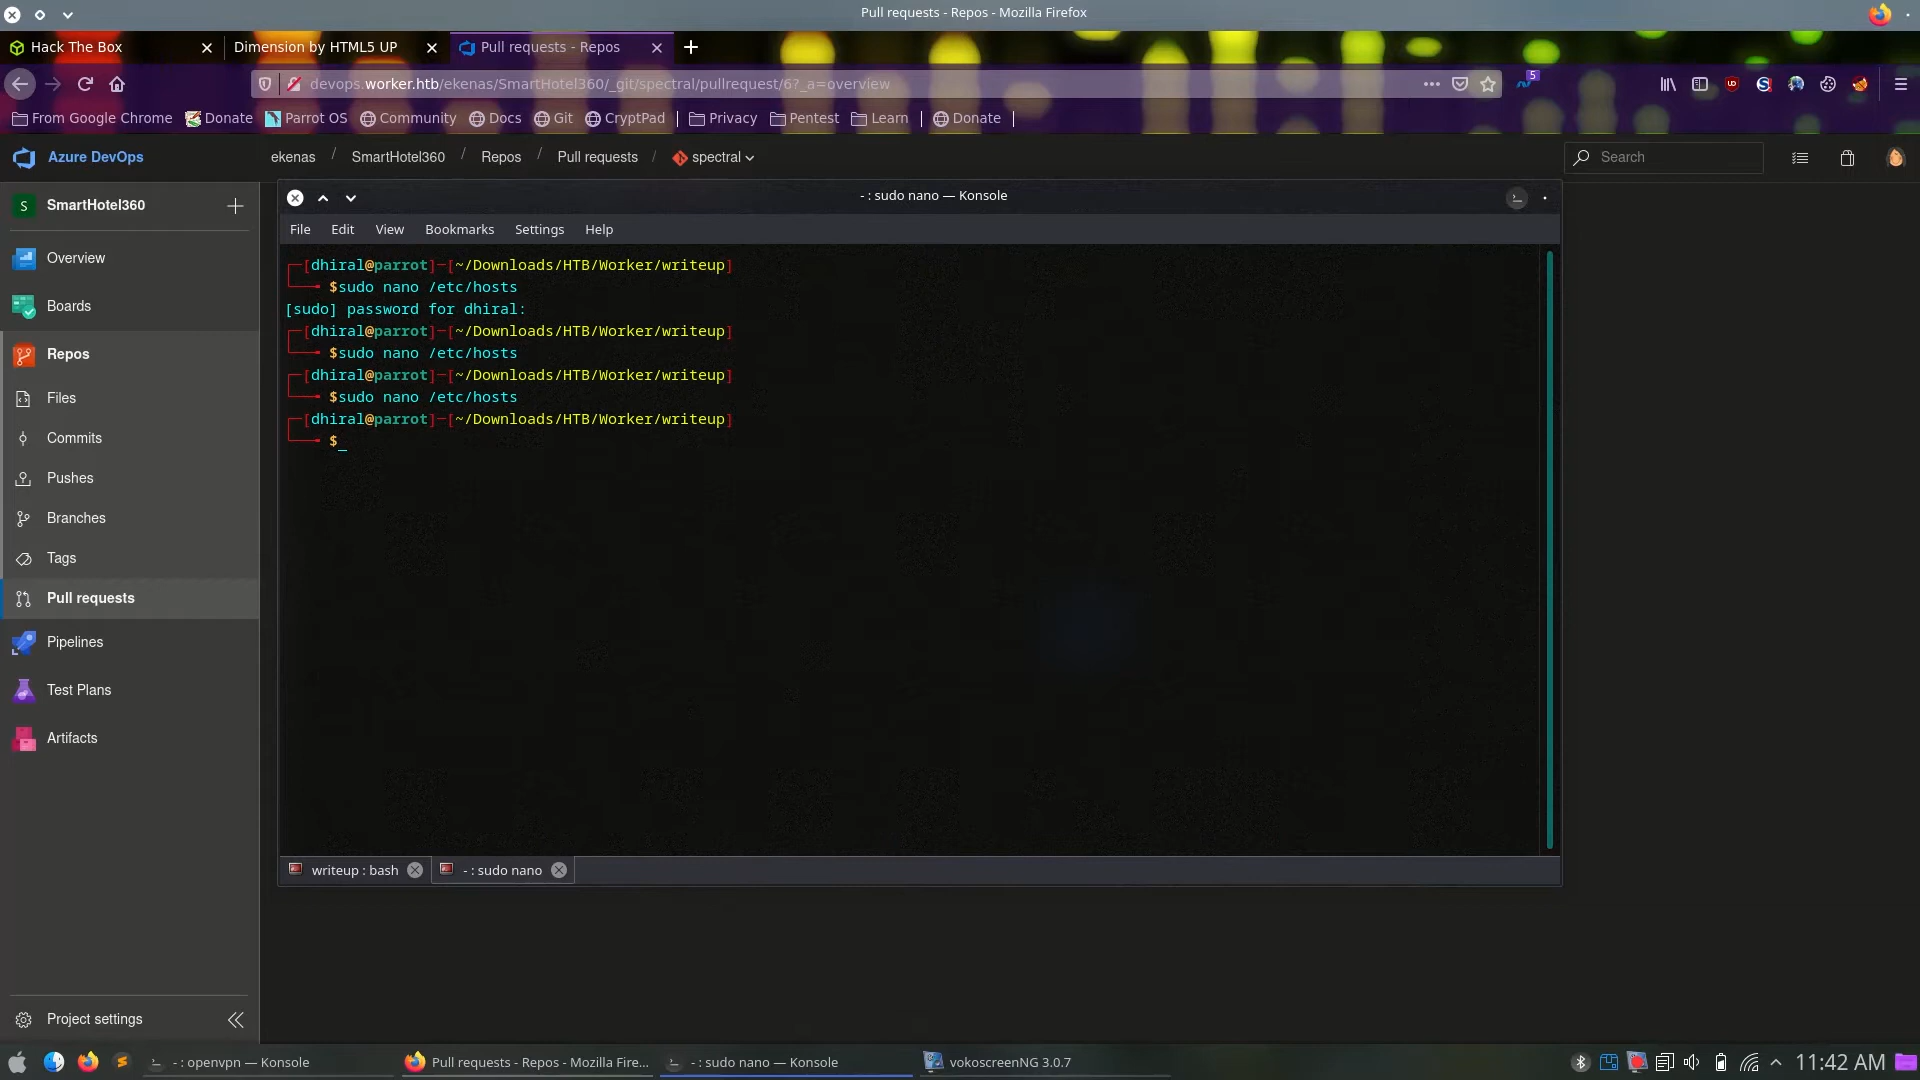 Pull requests - Repos - Mozilla Firefox
Hack The Box
Dimension by HTML5 UP
Pull requests - Repos
devops.worker.htb/ekenas/SmartHotel360/_git/spectral/pullrequest/6?_a=overview
5
From Google Chrome
Donate
Parrot OS
Community
Docs
Git
CryptPad
Privacy
Pentest
Learn
Donate
Azure DevOps
ekenas / SmartHotel360 / Repos / Pull requests / spectral
Search
S SmartHotel360
Overview
Boards
Repos
Files
Commits
Pushes
Branches
Tags
Pull requests
Pipelines
Test Plans
Artifacts
Project settings
- : sudo nano — Konsole
File Edit View Bookmarks Settings Help
[dhiral@parrot]─[~/Downloads/HTB/Worker/writeup]
$sudo nano /etc/hosts
[sudo] password for dhiral:
[dhiral@parrot]─[~/Downloads/HTB/Worker/writeup]
$sudo nano /etc/hosts
[dhiral@parrot]─[~/Downloads/HTB/Worker/writeup]
$sudo nano /etc/hosts
[dhiral@parrot]─[~/Downloads/HTB/Worker/writeup]
$_
writeup : bash
- : sudo nano
- : openvpn — Konsole
Pull requests - Repos - Mozilla Fire...
- : sudo nano — Konsole
vokoscreenNG 3.0.7
11:42 AM